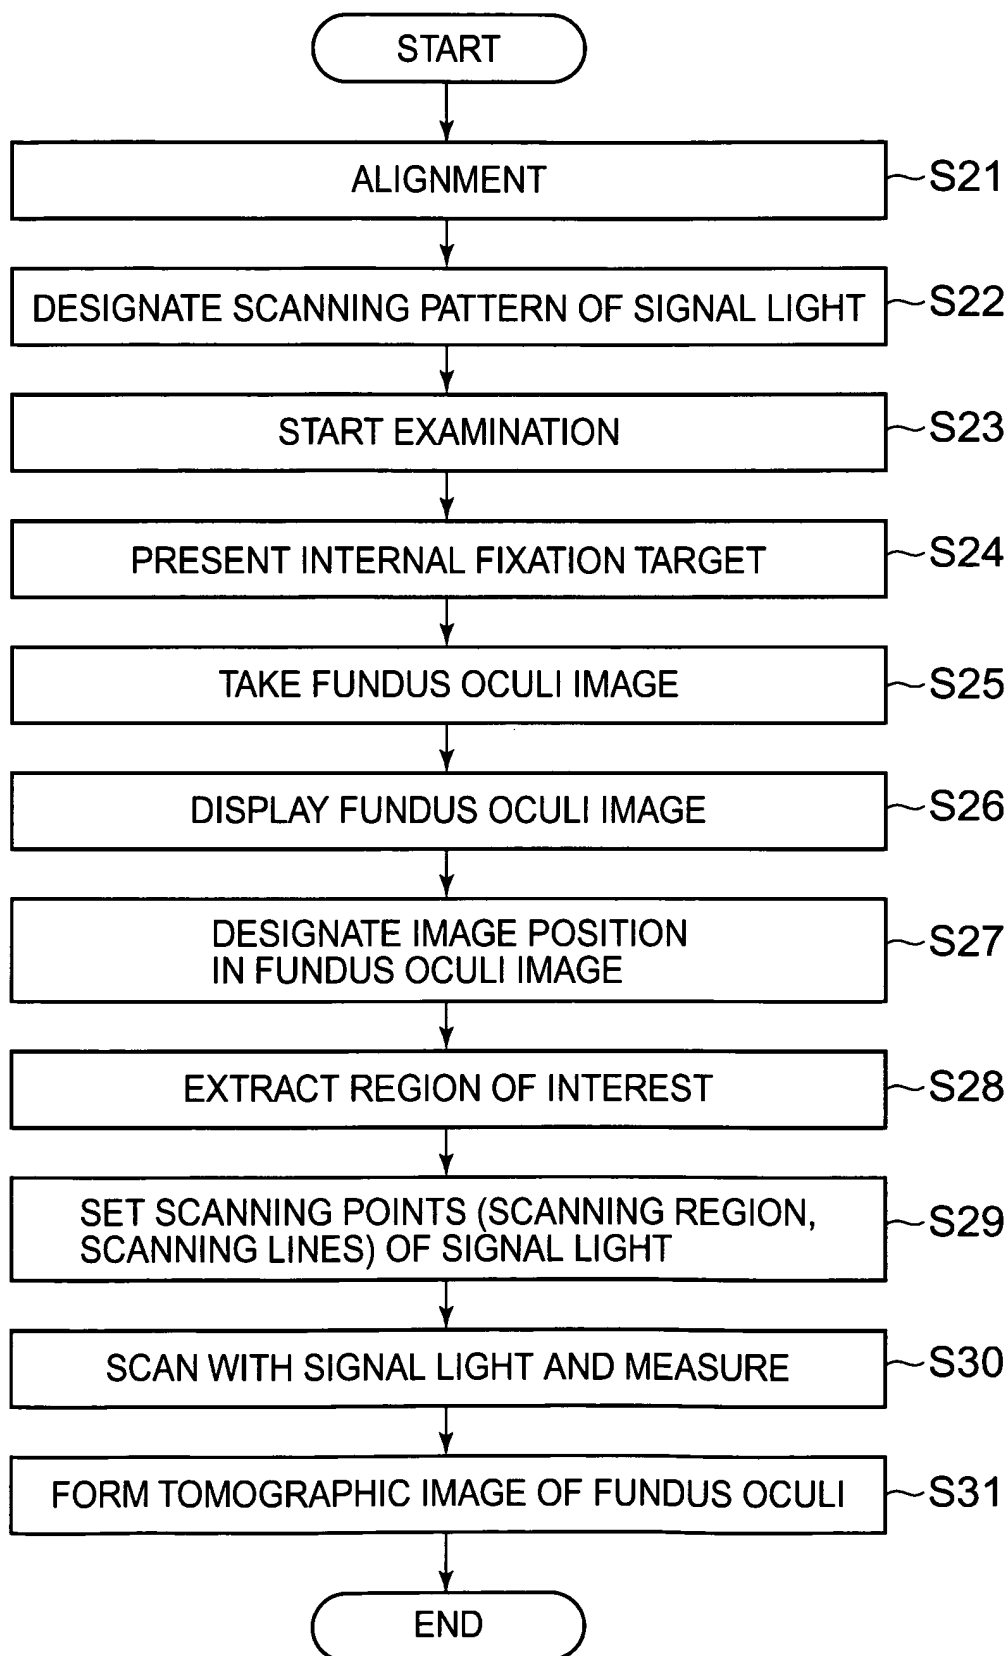 START
ALIGNMENT
S21
DESIGNATE SCANNING PATTERN OF SIGNAL LIGHT
S22
START EXAMINATION
S23
PRESENT INTERNAL FIXATION TARGET
S24
TAKE FUNDUS OCULI IMAGE
S25
DISPLAY FUNDUS OCULI IMAGE
S26
DESIGNATE IMAGE POSITION
IN FUNDUS OCULI IMAGE
S27
EXTRACT REGION OF INTEREST
S28
SET SCANNING POINTS (SCANNING REGION,
SCANNING LINES) OF SIGNAL LIGHT
S29
SCAN WITH SIGNAL LIGHT AND MEASURE
S30
FORM TOMOGRAPHIC IMAGE OF FUNDUS OCULI
S31
END